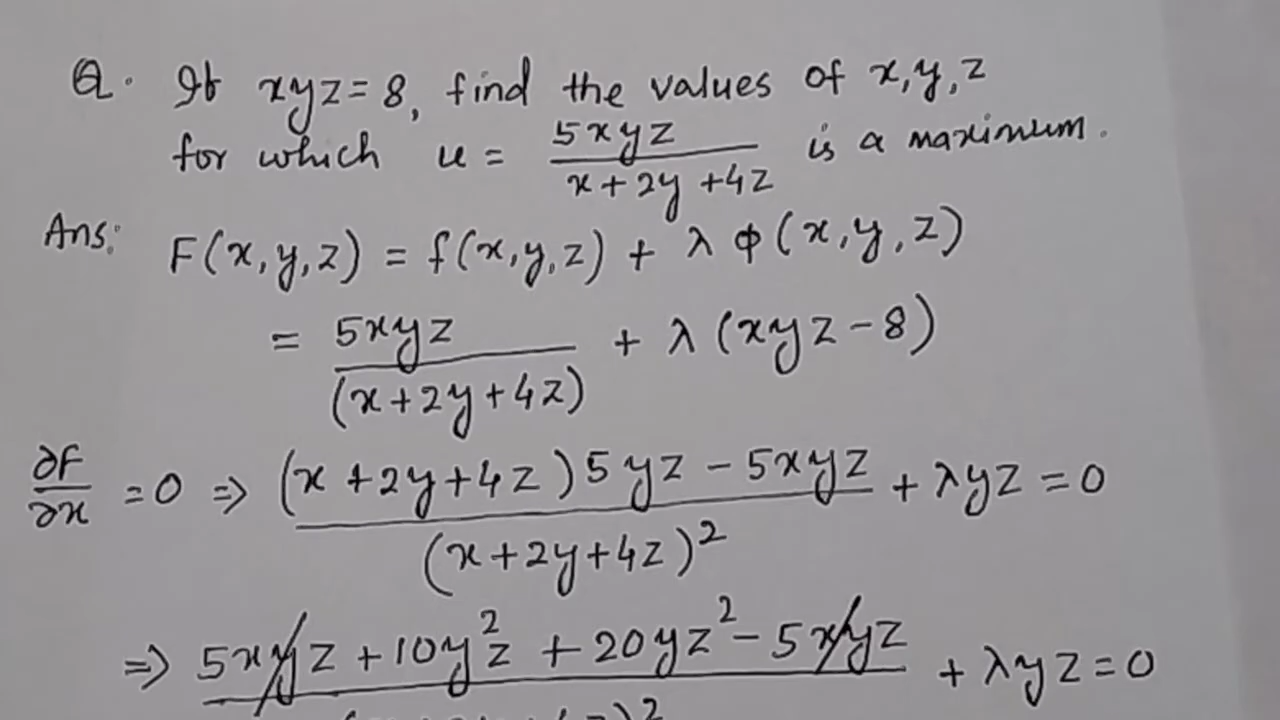 Q. If xyz = 8, find the values of x, y, z
for which u = 5xyz / x + 2y + 4z is a maximum.
Ans: F(x, y, z) = f(x, y, z) + λ φ(x, y, z)
= 5xyz / (x + 2y + 4z) + λ (xyz - 8)
∂F/∂x = 0 ⇒ (x + 2y + 4z) 5yz - 5xyz / (x + 2y + 4z)² + λyz = 0
⇒ 5xyz + 10y²z + 20yz² - 5xyz + λyz = 0